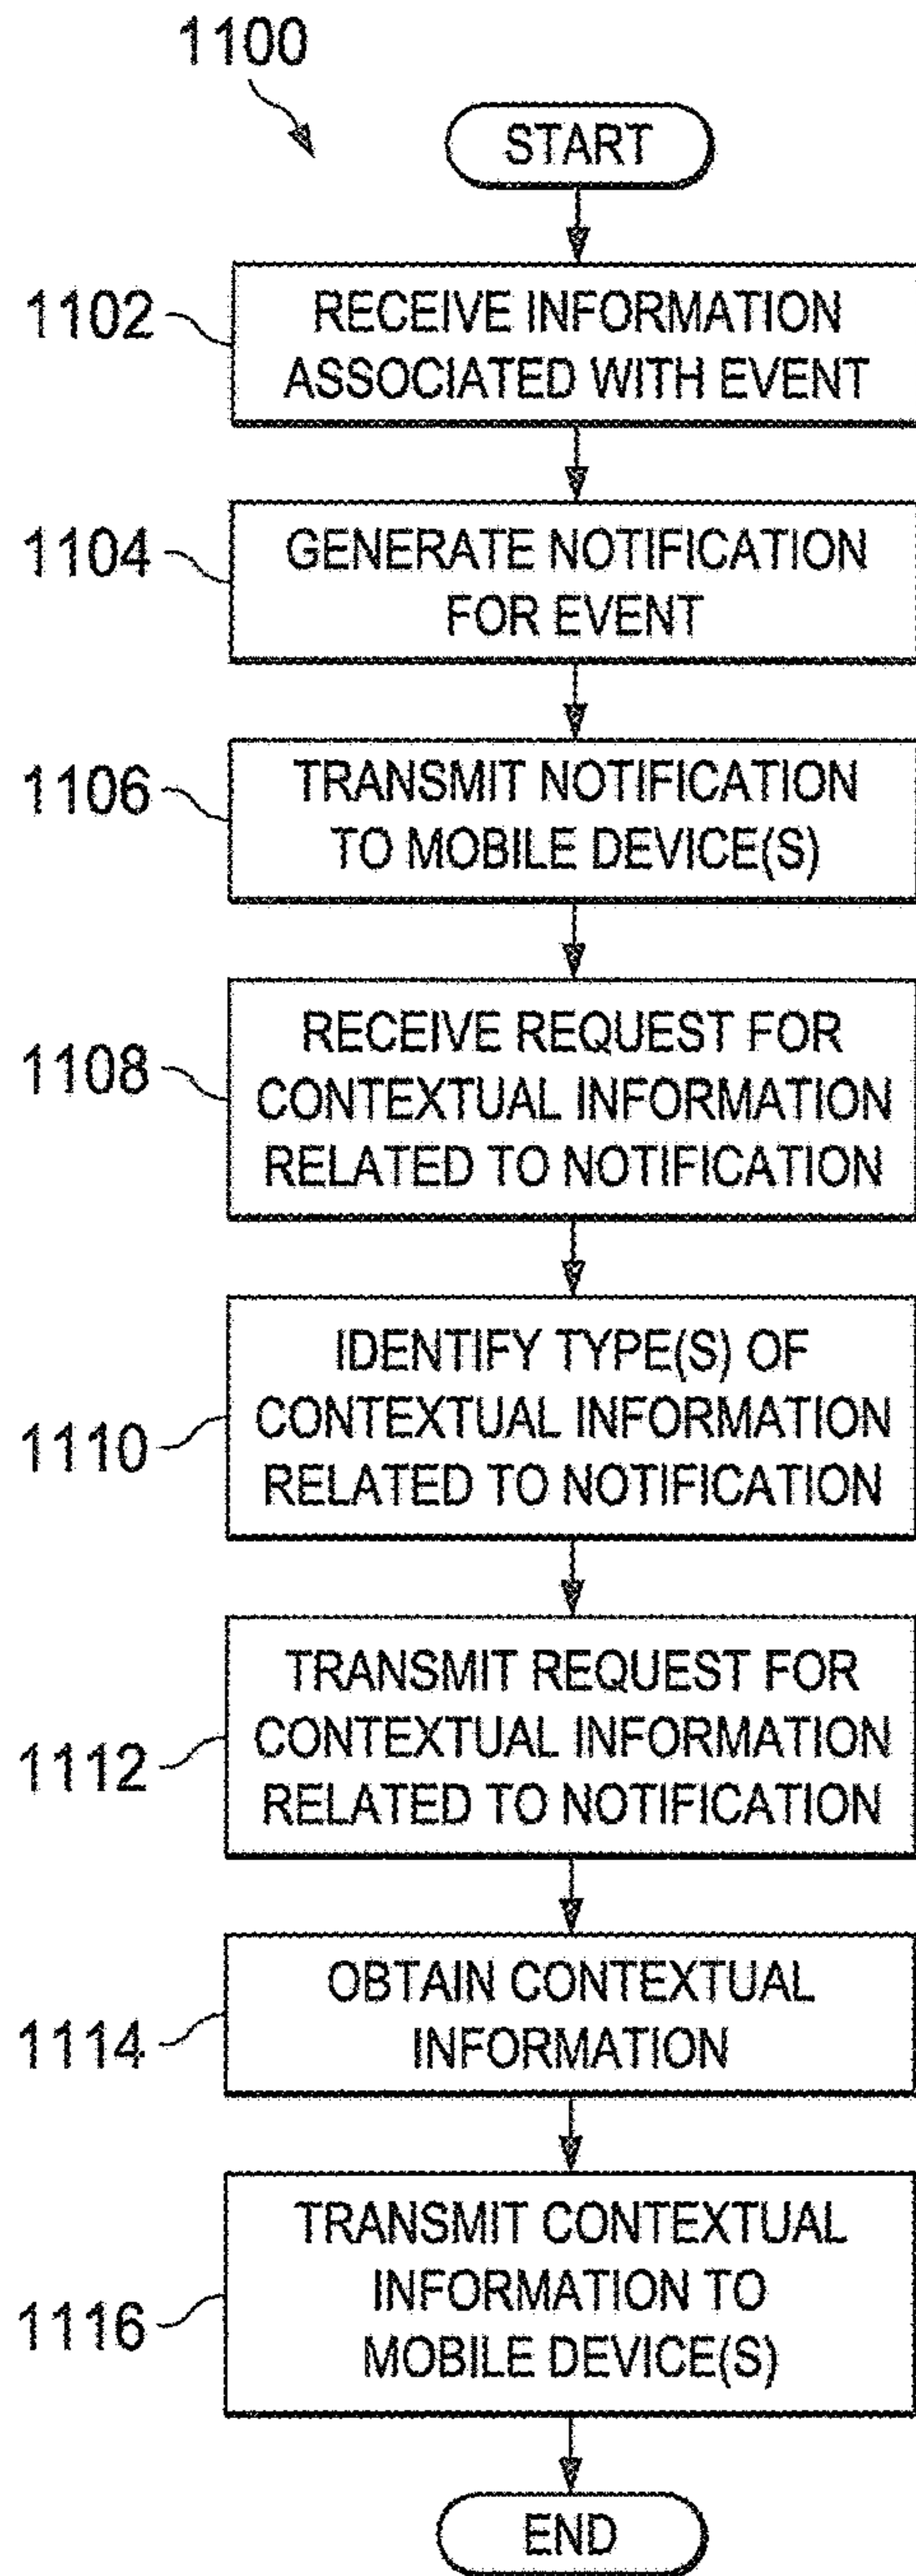 1100
START
1102
RECEIVE INFORMATION
ASSOCIATED WITH EVENT
1104
GENERATE NOTIFICATION
FOR EVENT
1106
TRANSMIT NOTIFICATION
TO MOBILE DEVICE(S)
1108
RECEIVE REQUEST FOR
CONTEXTUAL INFORMATION
RELATED TO NOTIFICATION
1110
IDENTIFY TYPE(S) OF
CONTEXTUAL INFORMATION
RELATED TO NOTIFICATION
1112
TRANSMIT REQUEST FOR
CONTEXTUAL INFORMATION
RELATED TO NOTIFICATION
1114
OBTAIN CONTEXTUAL
INFORMATION
1116
TRANSMIT CONTEXTUAL
INFORMATION TO
MOBILE DEVICE(S)
END